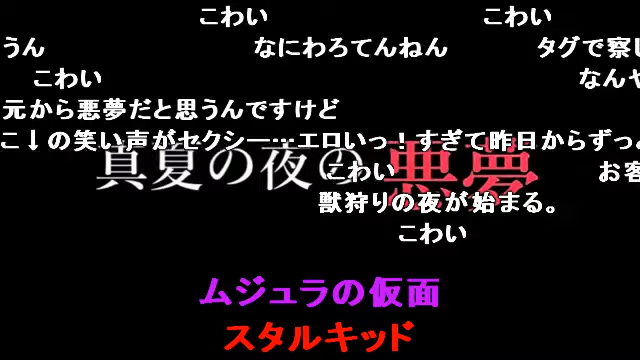 こわい こわい
うん なにわろてんねん タグで察し
こわい なんヤ
元から悪夢だと思うんですけど
こ↓の笑い声がセクシー…エロいっ！すぎて昨日からずっと
真夏の夜の悪夢
こわい お客
獣狩りの夜が始まる。
こわい
ムジュラの仮面
スタルキッド